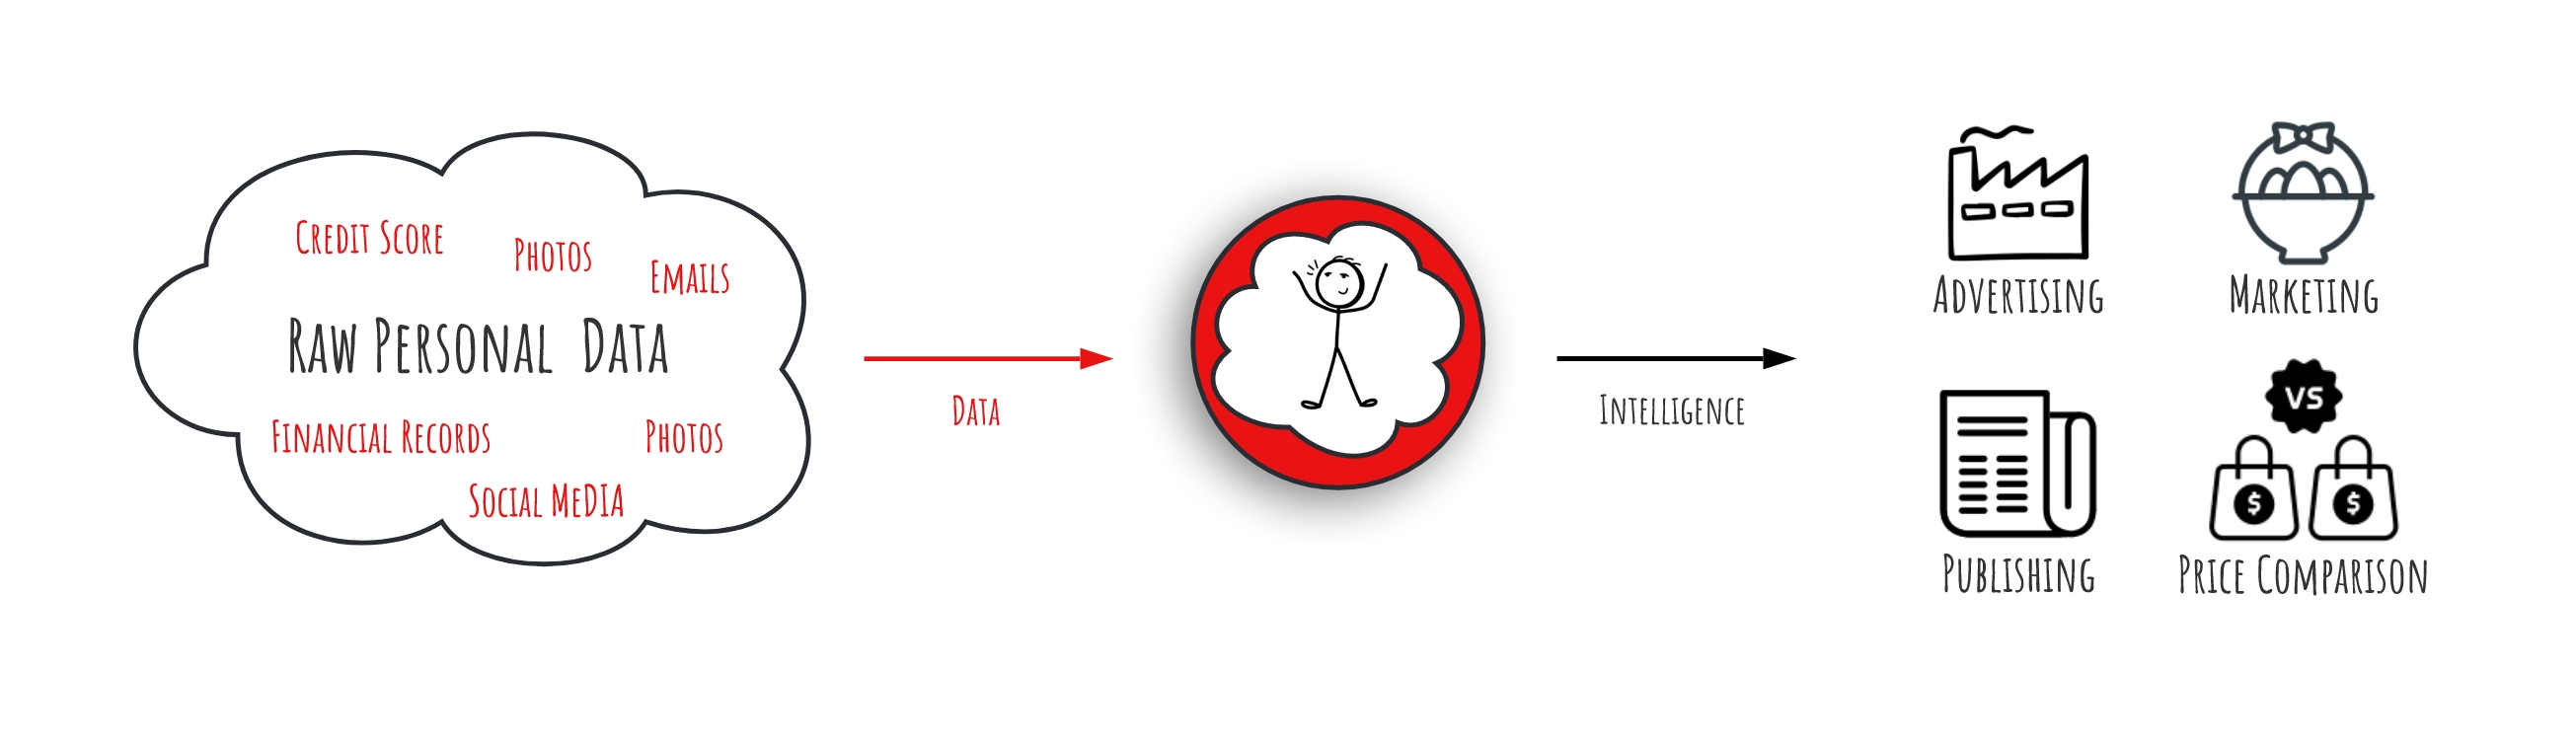 Credit Score
Photos
Emails
Raw Personal Data
Financial Records
Photos
Social MeDIA
Data
Intelligence
Advertising
Marketing
VS
$ $
Publishing
Price Comparison